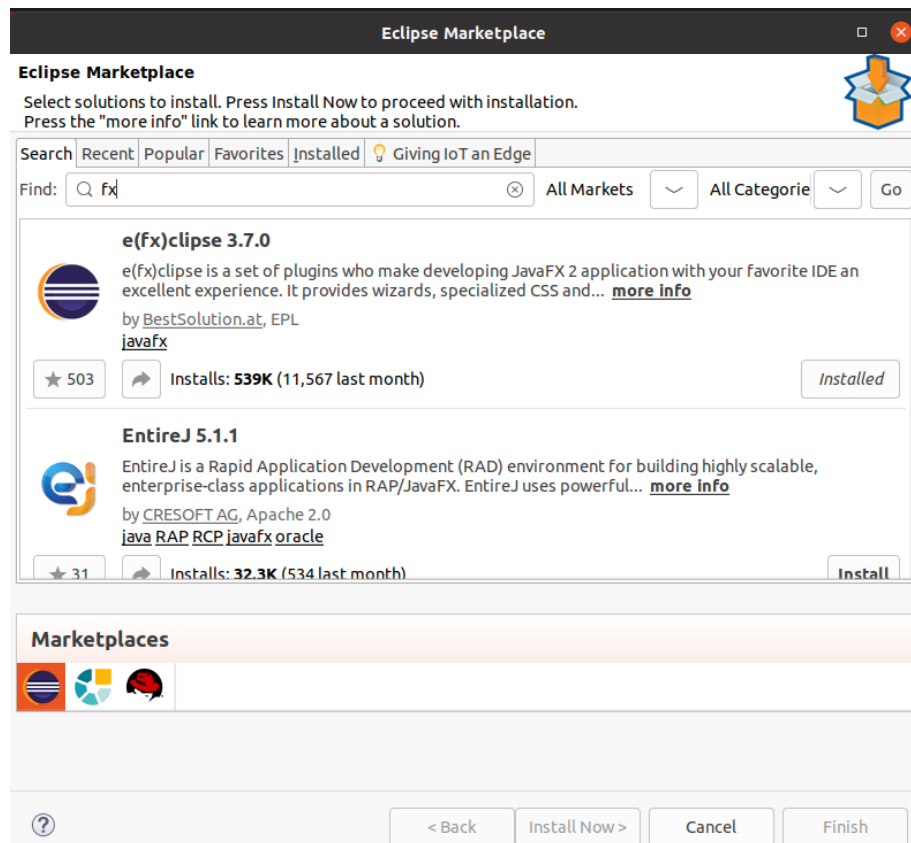 Eclipse Marketplace
Eclipse Marketplace
Select solutions to install. Press Install Now to proceed with installation.
Press the "more info" link to learn more about a solution.
Search Recent Popular Favorites Installed Giving IoT an Edge
Find: fx All Markets All Categorie Go
e(fx)clipse 3.7.0
e(fx)clipse is a set of plugins who make developing JavaFX 2 application with your favorite IDE an
excellent experience. It provides wizards, specialized CSS and... more info
by BestSolution.at, EPL
javafx
503 Installs: 539K (11,567 last month) Installed
EntireJ 5.1.1
EntireJ is a Rapid Application Development (RAD) environment for building highly scalable,
enterprise-class applications in RAP/JavaFX. EntireJ uses powerful... more info
by CRESOFT AG, Apache 2.0
java RAP RCP javafx oracle
31 Installs: 32.3K (534 last month) Install
Marketplaces
? < Back Install Now > Cancel Finish